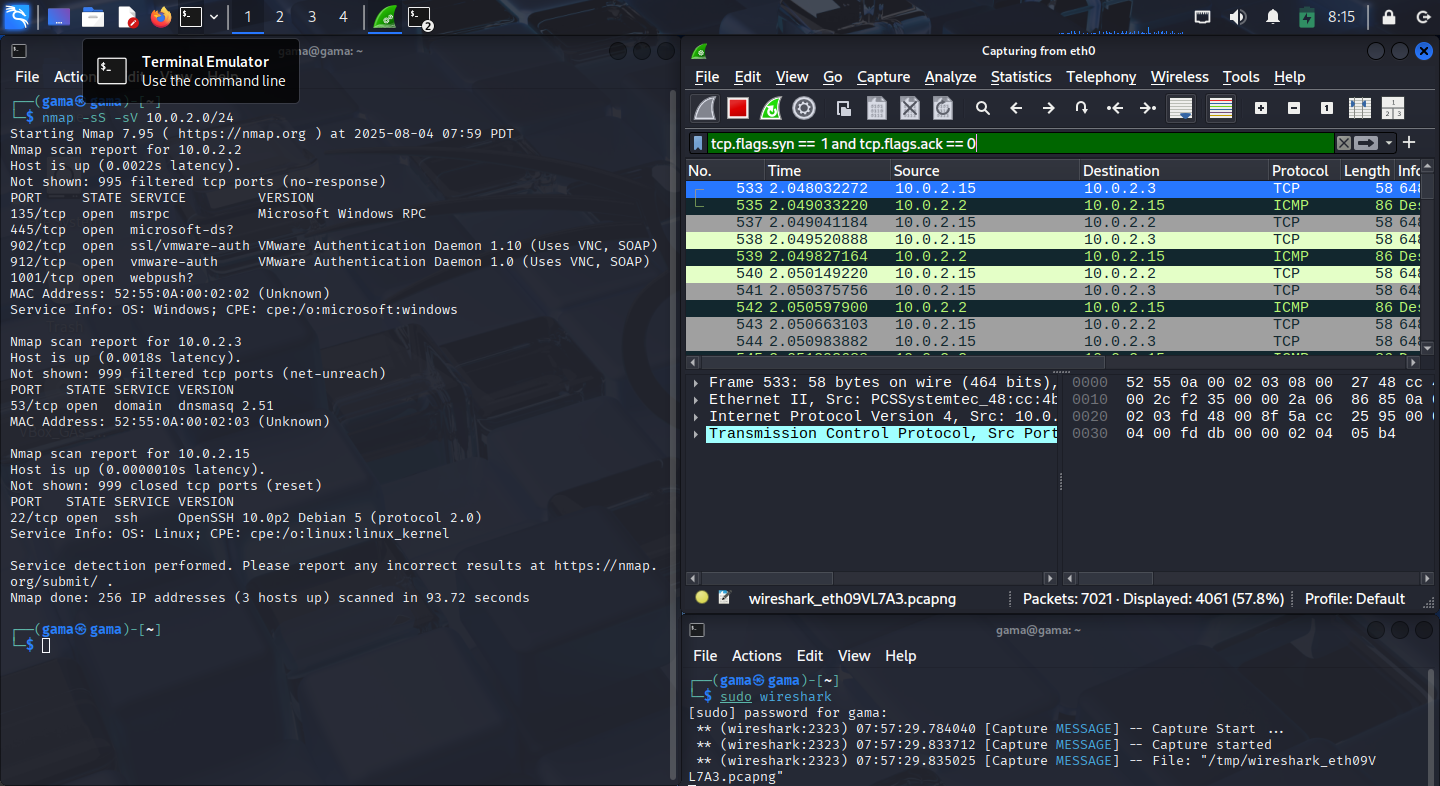 1 2 3 4 2 8:15
gama@gama: ~
Terminal Emulator
Use the command line
File Actio
┌──(gama㉿gama)-[~]
└─$ nmap -sS -sV 10.0.2.0/24
Starting Nmap 7.95 ( https://nmap.org ) at 2025-08-04 07:59 PDT
Nmap scan report for 10.0.2.2
Host is up (0.0022s latency).
Not shown: 995 filtered tcp ports (no-response)
PORT STATE SERVICE VERSION
135/tcp open msrpc Microsoft Windows RPC
445/tcp open microsoft-ds?
902/tcp open ssl/vmware-auth VMware Authentication Daemon 1.10 (Uses VNC, SOAP)
912/tcp open vmware-auth VMware Authentication Daemon 1.0 (Uses VNC, SOAP)
1001/tcp open webpush?
MAC Address: 52:55:0A:00:02:02 (Unknown)
Service Info: OS: Windows; CPE: cpe:/o:microsoft:windows
Nmap scan report for 10.0.2.3
Host is up (0.0018s latency).
Not shown: 999 filtered tcp ports (net-unreach)
PORT STATE SERVICE VERSION
53/tcp open domain dnsmasq 2.51
MAC Address: 52:55:0A:00:02:03 (Unknown)
Nmap scan report for 10.0.2.15
Host is up (0.0000010s latency).
Not shown: 999 closed tcp ports (reset)
PORT STATE SERVICE VERSION
22/tcp open ssh OpenSSH 10.0p2 Debian 5 (protocol 2.0)
Service Info: OS: Linux; CPE: cpe:/o:linux:linux_kernel
Service detection performed. Please report any incorrect results at https://nmap.
org/submit/ .
Nmap done: 256 IP addresses (3 hosts up) scanned in 93.72 seconds
┌──(gama㉿gama)-[~]
└─$
Capturing from eth0
File Edit View Go Capture Analyze Statistics Telephony Wireless Tools Help
tcp.flags.syn == 1 and tcp.flags.ack == 0
No. Time Source Destination Protocol Length Info
533 2.048032272 10.0.2.15 10.0.2.3 TCP 58 648
535 2.049033220 10.0.2.2 10.0.2.15 ICMP 86 Des
537 2.049041184 10.0.2.15 10.0.2.2 TCP 58 648
538 2.049520888 10.0.2.15 10.0.2.3 TCP 58 648
539 2.049827164 10.0.2.2 10.0.2.15 ICMP 86 Des
540 2.050149220 10.0.2.15 10.0.2.2 TCP 58 648
541 2.050375756 10.0.2.15 10.0.2.3 TCP 58 648
542 2.050597900 10.0.2.2 10.0.2.15 ICMP 86 Des
543 2.050663103 10.0.2.15 10.0.2.2 TCP 58 648
544 2.050983882 10.0.2.15 10.0.2.3 TCP 58 648
Frame 533: 58 bytes on wire (464 bits),
Ethernet II, Src: PCSSystemtec_48:cc:4b
Internet Protocol Version 4, Src: 10.0.
Transmission Control Protocol, Src Port
0000 52 55 0a 00 02 03 08 00 27 48 cc
0010 00 2c f2 35 00 00 2a 06 86 85 0a
0020 02 03 fd 48 00 8f 5a cc 25 95 00
0030 04 00 fd db 00 00 02 04 05 b4
wireshark_eth09VL7A3.pcapng Packets: 7021 · Displayed: 4061 (57.8%) Profile: Default
gama@gama: ~
File Actions Edit View Help
┌──(gama㉿gama)-[~]
└─$ sudo wireshark
[sudo] password for gama:
** (wireshark:2323) 07:57:29.784040 [Capture MESSAGE] -- Capture Start ...
** (wireshark:2323) 07:57:29.833712 [Capture MESSAGE] -- Capture started
** (wireshark:2323) 07:57:29.835025 [Capture MESSAGE] -- File: "/tmp/wireshark_eth09V
L7A3.pcapng"